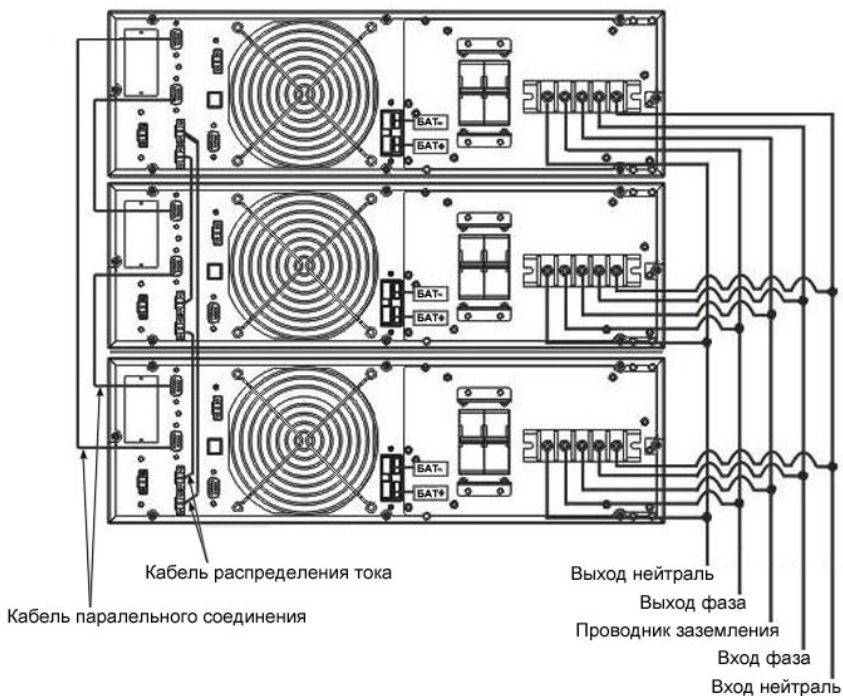 БАТ-
БАТ+
БАТ-
БАТ+
БАТ-
БАТ+
Кабель распределения тока
Кабель паралельного соединения
Выход нейтраль
Выход фаза
Проводник заземления
Вход фаза
Вход нейтраль